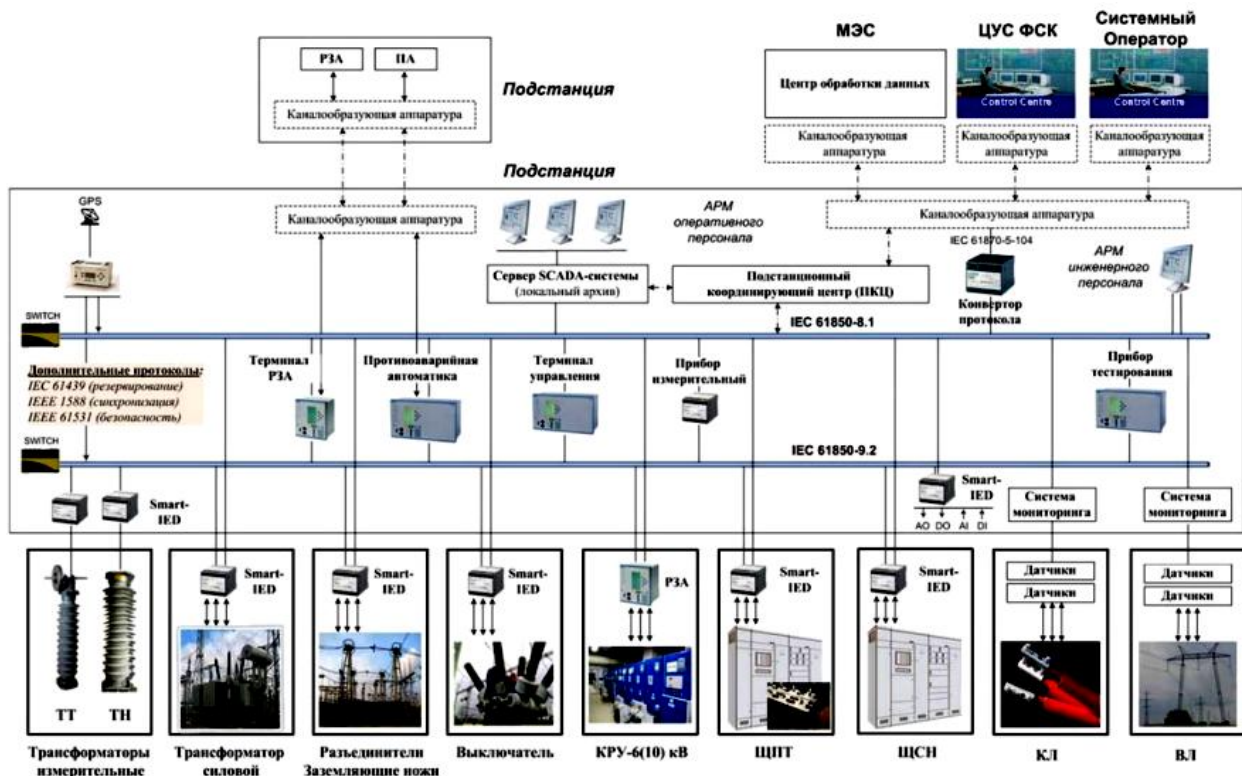 МЭС
ЦУС ФСК
Системный
Оператор
РЗА
ПА
Каналообразующая аппаратура
Подстанция
Центр обработки данных
Control Centre
Control Centre
Каналообразующая
аппаратура
Каналообразующая
аппаратура
Каналообразующая
аппаратура
Подстанция
GPS
Каналообразующая аппаратура
АРМ
оперативного
персонала
Каналообразующая аппаратура
IEC 61870-5-104
АРМ
инженерного
персонала
Сервер SCADA-системы
(локальный архив)
Подстанционный
координирующий центр (ПКЦ)
Конвертор
протокола
SWITCH
IEC 61850-8.1
Дополнительные протоколы:
IEC 61439 (резервирование)
IEEE 1588 (синхронизация)
IEEE 61531 (безопасность)
Терминал
РЗА
Противоаварийная
автоматика
Терминал
управления
Прибор
измерительный
Прибор
тестирования
SWITCH
IEC 61850-9.2
Smart-
IED
Smart-
IED
AO DO AI DI
Система
мониторинга
Система
мониторинга
Smart-
IED
Smart-
IED
Smart-
IED
РЗА
Smart-
IED
Smart-
IED
Датчики
Датчики
Датчики
Датчики
ТТ
ТН
Трансформаторы
измерительные
Трансформатор
силовой
Разъединители
Заземляющие ножи
Выключатель
КРУ-6(10) кВ
ЩПТ
ЩСН
КЛ
ВЛ